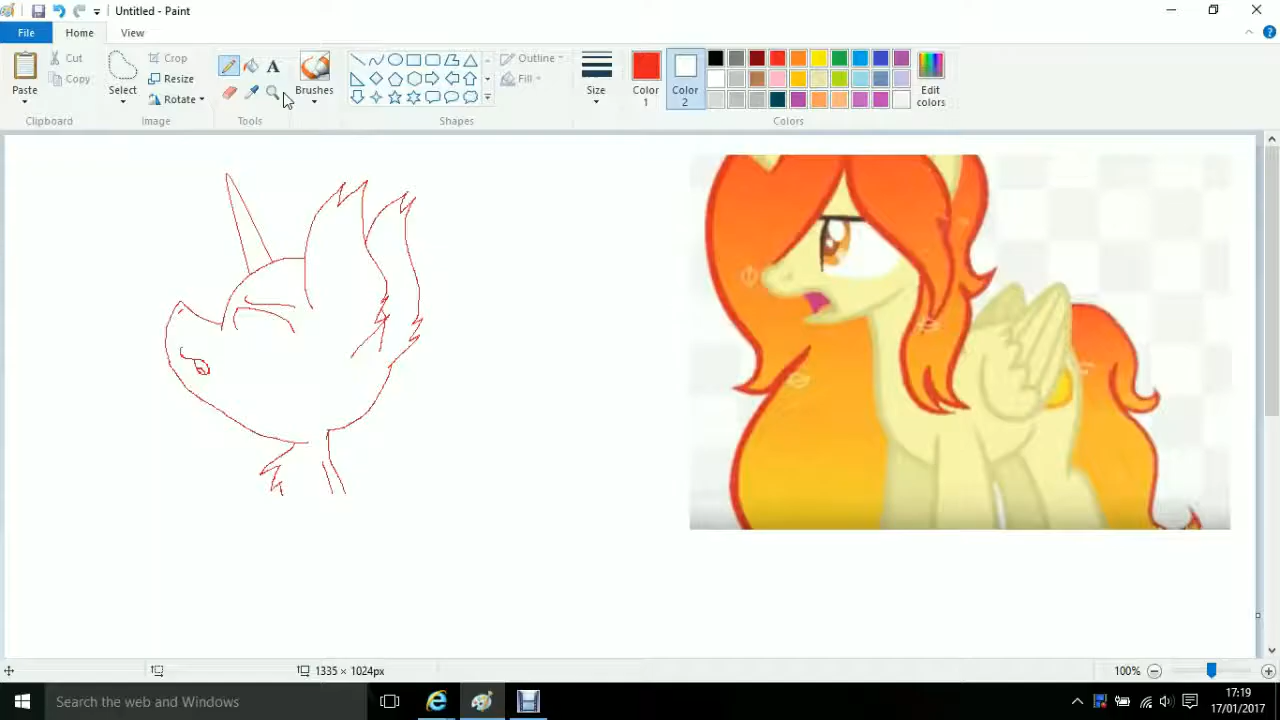 Untitled - Paint
File Home View
Paste
Cut
Copy
Clipboard
Select
Crop
Resize
Rotate
Image
A
Tools
Brushes
Outline
Fill
Shapes
Size
Color 1
Color 2
Edit colors
Colors
1335 × 1024px
100%
Search the web and Windows
17:19
17/01/2017